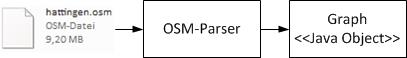 hattingen.osm
OSM-Datei
9,20 MB
OSM-Parser
Graph
<<Java Object>>